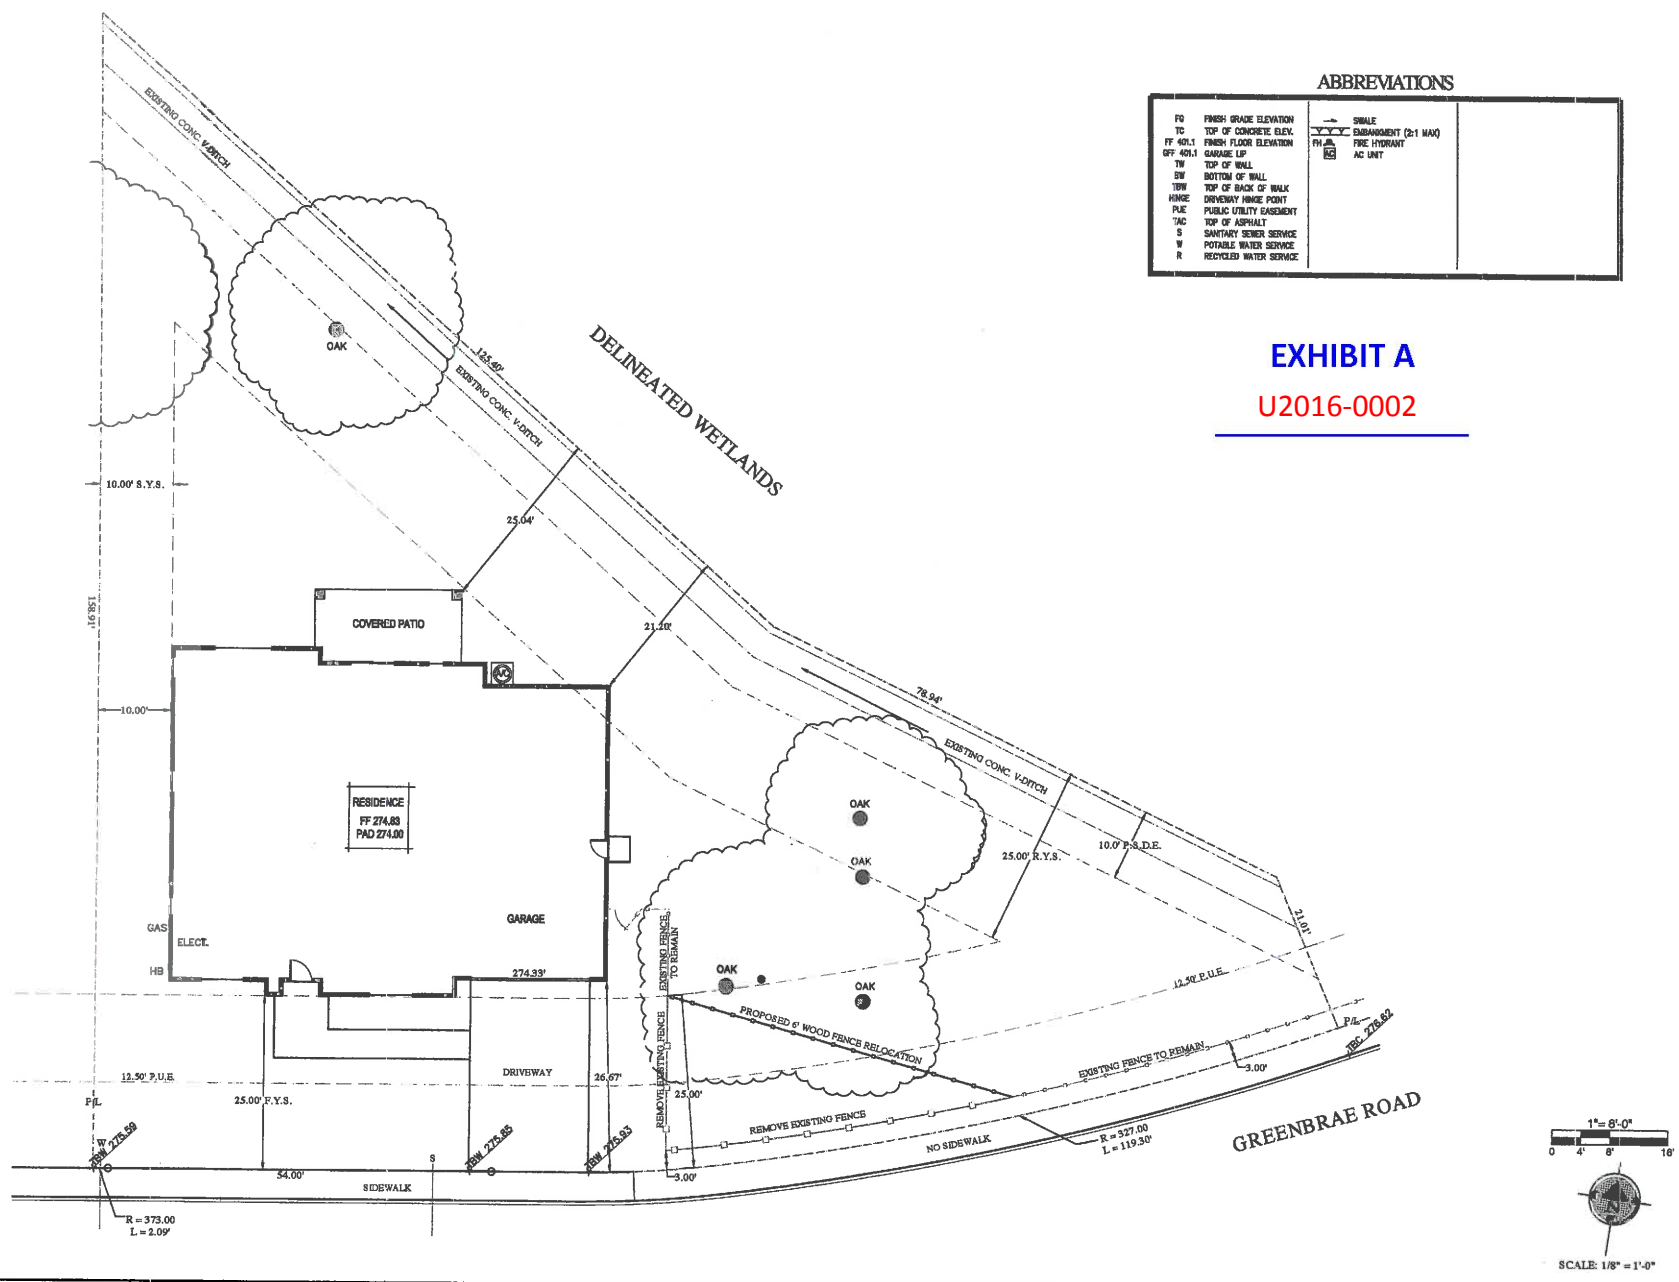 ABBREVIATIONS
FG FINISH GRADE ELEVATION
TC TOP OF CONCRETE ELEV.
FF 401.1 FINISH FLOOR ELEVATION
GFF 401.1 GARAGE LIP
TW TOP OF WALL
BW BOTTOM OF WALL
TBW TOP OF BACK OF WALK
HINGE DRIVEWAY HINGE POINT
PUE PUBLIC UTILITY EASEMENT
TAC TOP OF ASPHALT
S SANITARY SEWER SERVICE
W POTABLE WATER SERVICE
R RECYCLED WATER SERVICE
SWALE
EMBANKMENT (2:1 MAX)
FH FIRE HYDRANT
AC AC UNIT
EXHIBIT A
U2016-0002
EXISTING CONC. V-DITCH
OAK
125.40'
EXISTING CONC. V-DITCH
DELINEATED WETLANDS
10.00' S.Y.S.
25.04'
158.91'
COVERED PATIO
21.20'
A/C
78.94'
10.00'
EXISTING CONC. V-DITCH
RESIDENCE
FF 274.83
PAD 274.00
OAK
OAK
25.00' R.Y.S.
10.0' P.S.D.E.
GARAGE
GAS
ELECT.
HB
274.33'
EXISTING FENCE
TO REMAIN
OAK
OAK
21.01'
12.50' P.U.E.
PROPOSED 6' WOOD FENCE RELOCATION
REMOVE EXISTING FENCE
P/L
TBC 276.62
EXISTING FENCE TO REMAIN
3.00'
12.50' P.U.E.
DRIVEWAY
26.67'
25.00'
25.00' F.Y.S.
P/L
REMOVE EXISTING FENCE
NO SIDEWALK
R = 327.00
L = 119.30'
GREENBRAE ROAD
W
TBW 275.59
TBW 275.85
TBW 275.93
S
54.00'
SIDEWALK
3.00'
R = 373.00
L = 2.09'
1"= 8'-0"
0 4' 8' 16'
N
SCALE: 1/8" = 1'-0"